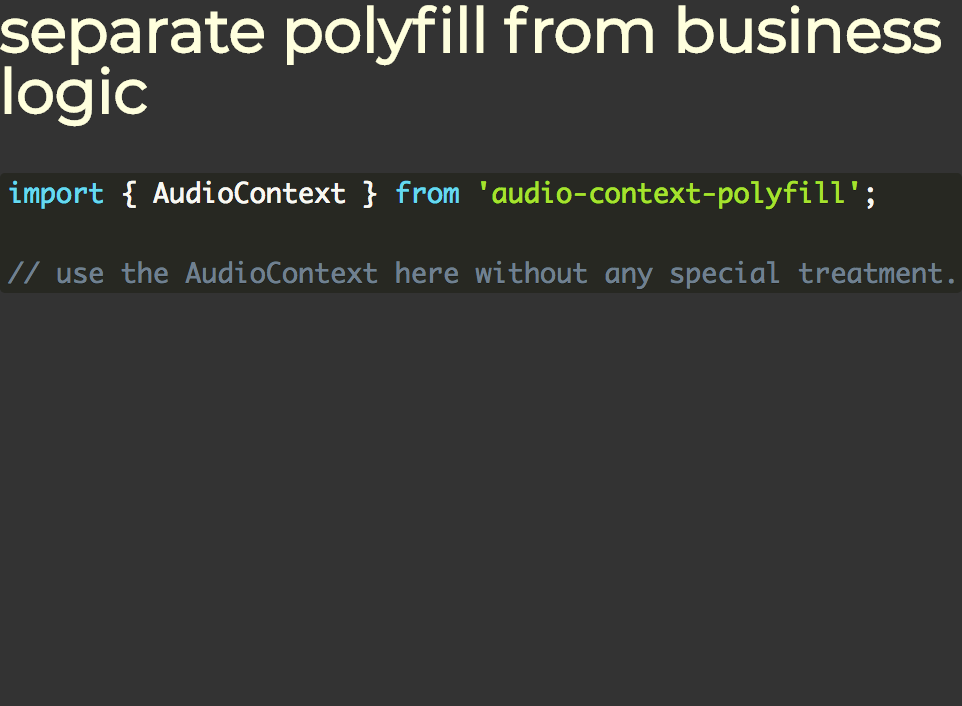 separate polyfill from business
logic
import { AudioContext } from 'audio-context-polyfill';
// use the AudioContext here without any special treatment.